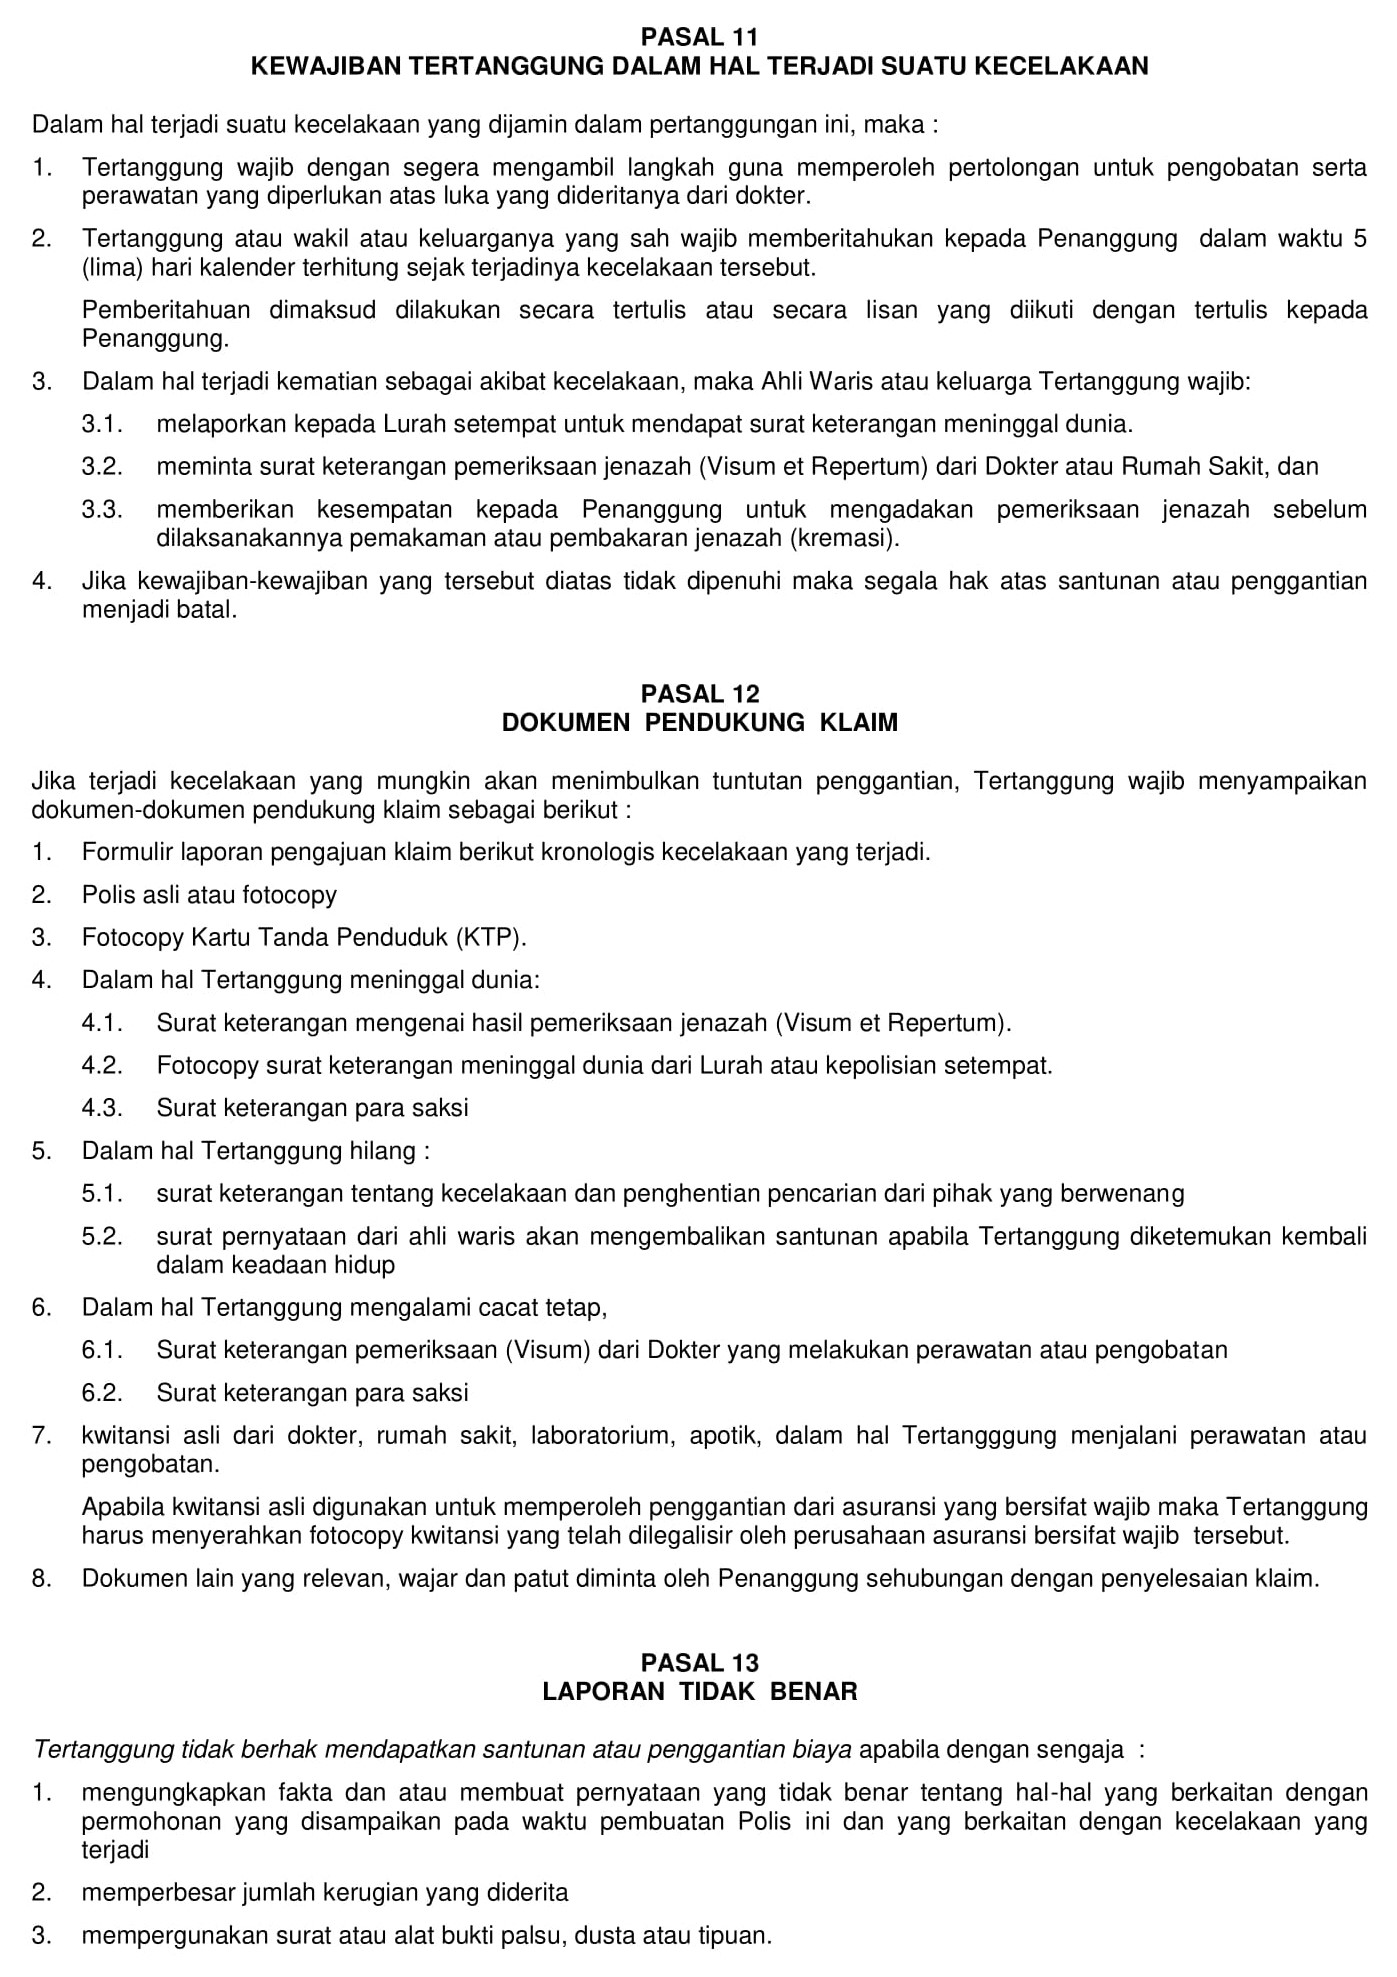 PASAL 11
KEWAJIBAN TERTANGGUNG DALAM HAL TERJADI SUATU KECELAKAAN
Dalam hal terjadi suatu kecelakaan yang dijamin dalam pertanggungan ini, maka :
1. Tertanggung wajib dengan segera mengambil langkah guna memperoleh pertolongan untuk pengobatan serta
perawatan yang diperlukan atas luka yang dideritanya dari dokter.
2. Tertanggung atau wakil atau keluarganya yang sah wajib memberitahukan kepada Penanggung dalam waktu 5
(lima) hari kalender terhitung sejak terjadinya kecelakaan tersebut.
Pemberitahuan dimaksud dilakukan secara tertulis atau secara lisan yang diikuti dengan tertulis kepada
Penanggung.
3. Dalam hal terjadi kematian sebagai akibat kecelakaan, maka Ahli Waris atau keluarga Tertanggung wajib:
3.1. melaporkan kepada Lurah setempat untuk mendapat surat keterangan meninggal dunia.
3.2. meminta surat keterangan pemeriksaan jenazah (Visum et Repertum) dari Dokter atau Rumah Sakit, dan
3.3. memberikan kesempatan kepada Penanggung untuk mengadakan pemeriksaan jenazah sebelum
dilaksanakannya pemakaman atau pembakaran jenazah (kremasi).
4. Jika kewajiban-kewajiban yang tersebut diatas tidak dipenuhi maka segala hak atas santunan atau penggantian
menjadi batal.
PASAL 12
DOKUMEN PENDUKUNG KLAIM
Jika terjadi kecelakaan yang mungkin akan menimbulkan tuntutan penggantian, Tertanggung wajib menyampaikan
dokumen-dokumen pendukung klaim sebagai berikut :
1. Formulir laporan pengajuan klaim berikut kronologis kecelakaan yang terjadi.
2. Polis asli atau fotocopy
3. Fotocopy Kartu Tanda Penduduk (KTP).
4. Dalam hal Tertanggung meninggal dunia:
4.1. Surat keterangan mengenai hasil pemeriksaan jenazah (Visum et Repertum).
4.2. Fotocopy surat keterangan meninggal dunia dari Lurah atau kepolisian setempat.
4.3. Surat keterangan para saksi
5. Dalam hal Tertanggung hilang :
5.1. surat keterangan tentang kecelakaan dan penghentian pencarian dari pihak yang berwenang
5.2. surat pernyataan dari ahli waris akan mengembalikan santunan apabila Tertanggung diketemukan kembali
dalam keadaan hidup
6. Dalam hal Tertanggung mengalami cacat tetap,
6.1. Surat keterangan pemeriksaan (Visum) dari Dokter yang melakukan perawatan atau pengobatan
6.2. Surat keterangan para saksi
7. kwitansi asli dari dokter, rumah sakit, laboratorium, apotik, dalam hal Tertangggung menjalani perawatan atau
pengobatan.
Apabila kwitansi asli digunakan untuk memperoleh penggantian dari asuransi yang bersifat wajib maka Tertanggung
harus menyerahkan fotocopy kwitansi yang telah dilegalisir oleh perusahaan asuransi bersifat wajib tersebut.
8. Dokumen lain yang relevan, wajar dan patut diminta oleh Penanggung sehubungan dengan penyelesaian klaim.
PASAL 13
LAPORAN TIDAK BENAR
Tertanggung tidak berhak mendapatkan santunan atau penggantian biaya apabila dengan sengaja :
1. mengungkapkan fakta dan atau membuat pernyataan yang tidak benar tentang hal-hal yang berkaitan dengan
permohonan yang disampaikan pada waktu pembuatan Polis ini dan yang berkaitan dengan kecelakaan yang
terjadi
2. memperbesar jumlah kerugian yang diderita
3. mempergunakan surat atau alat bukti palsu, dusta atau tipuan.